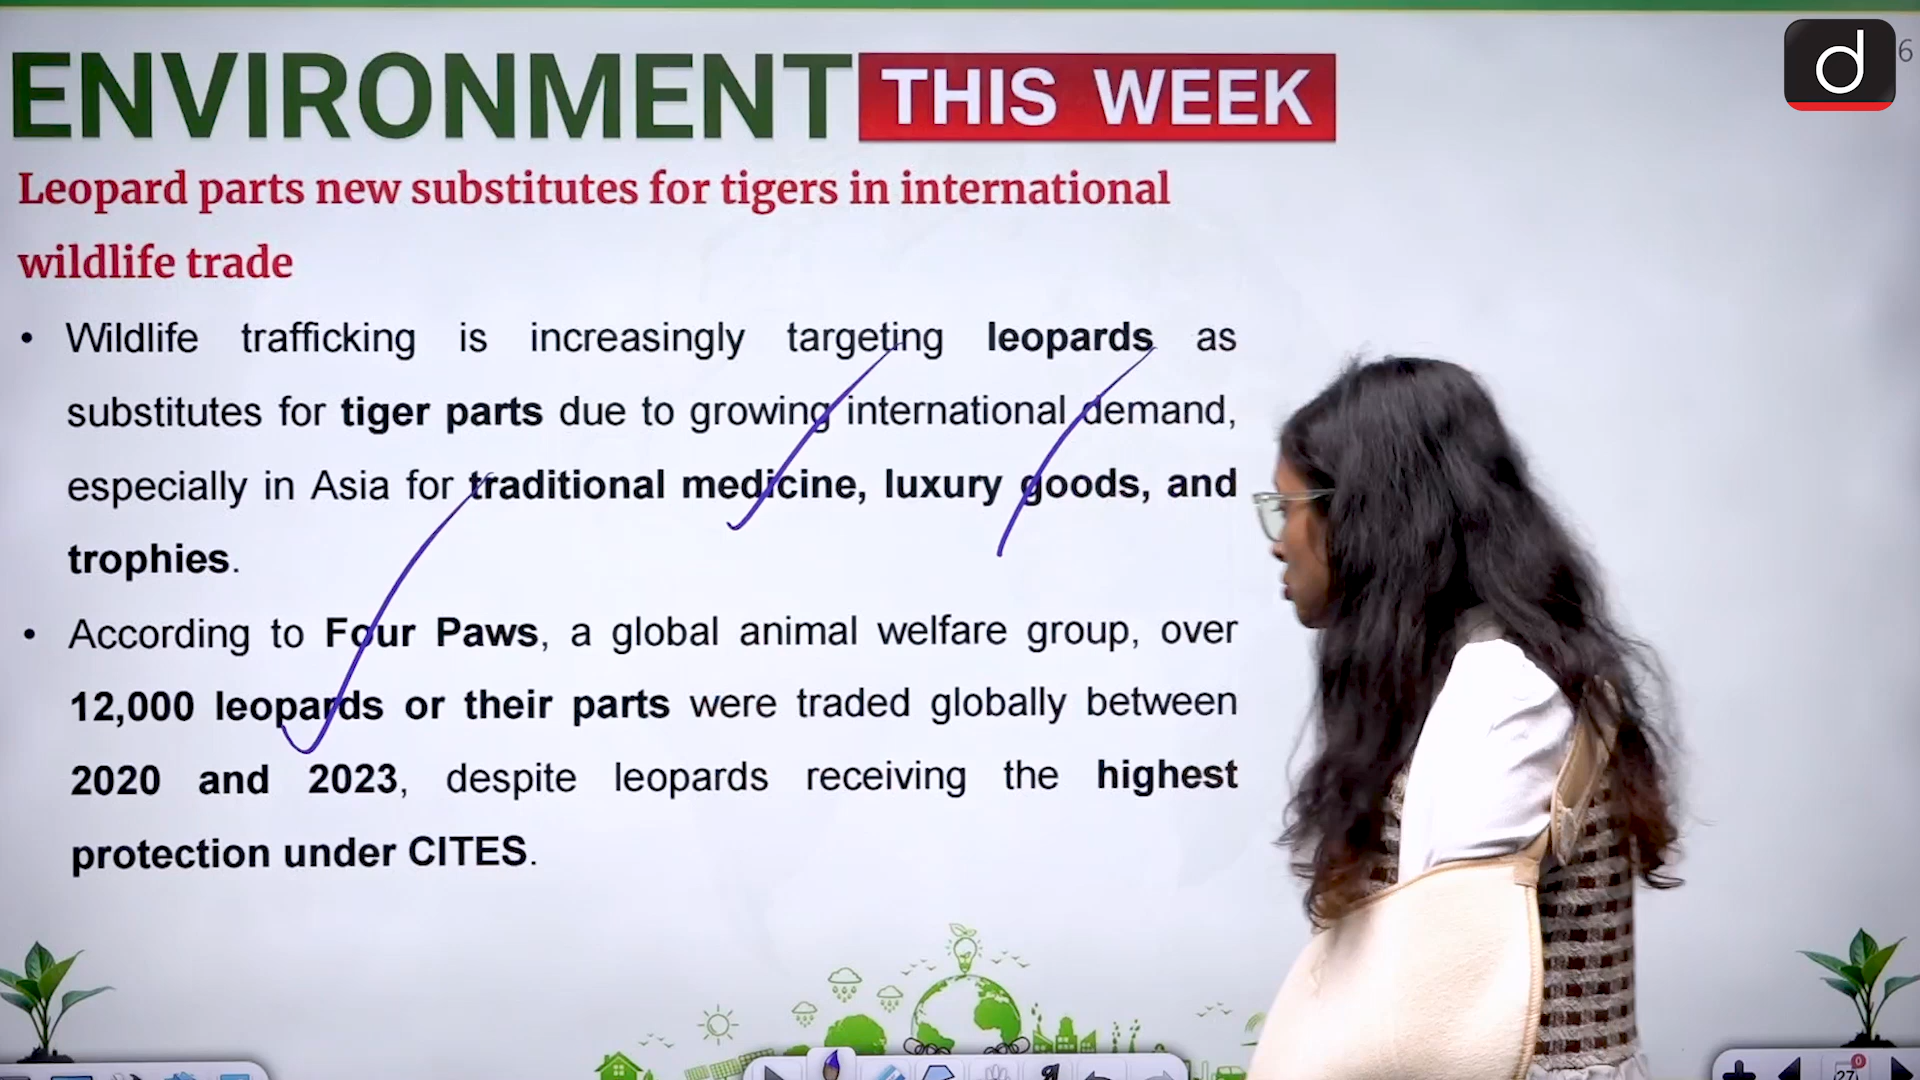 ENVIRONMENT THIS WEEK
d
6
Leopard parts new substitutes for tigers in international
wildlife trade
• Wildlife trafficking is increasingly targeting leopards as
substitutes for tiger parts due to growing international demand,
especially in Asia for traditional medicine, luxury goods, and
trophies.
• According to Four Paws, a global animal welfare group, over
12,000 leopards or their parts were traded globally between
2020 and 2023, despite leopards receiving the highest
protection under CITES.
0
27